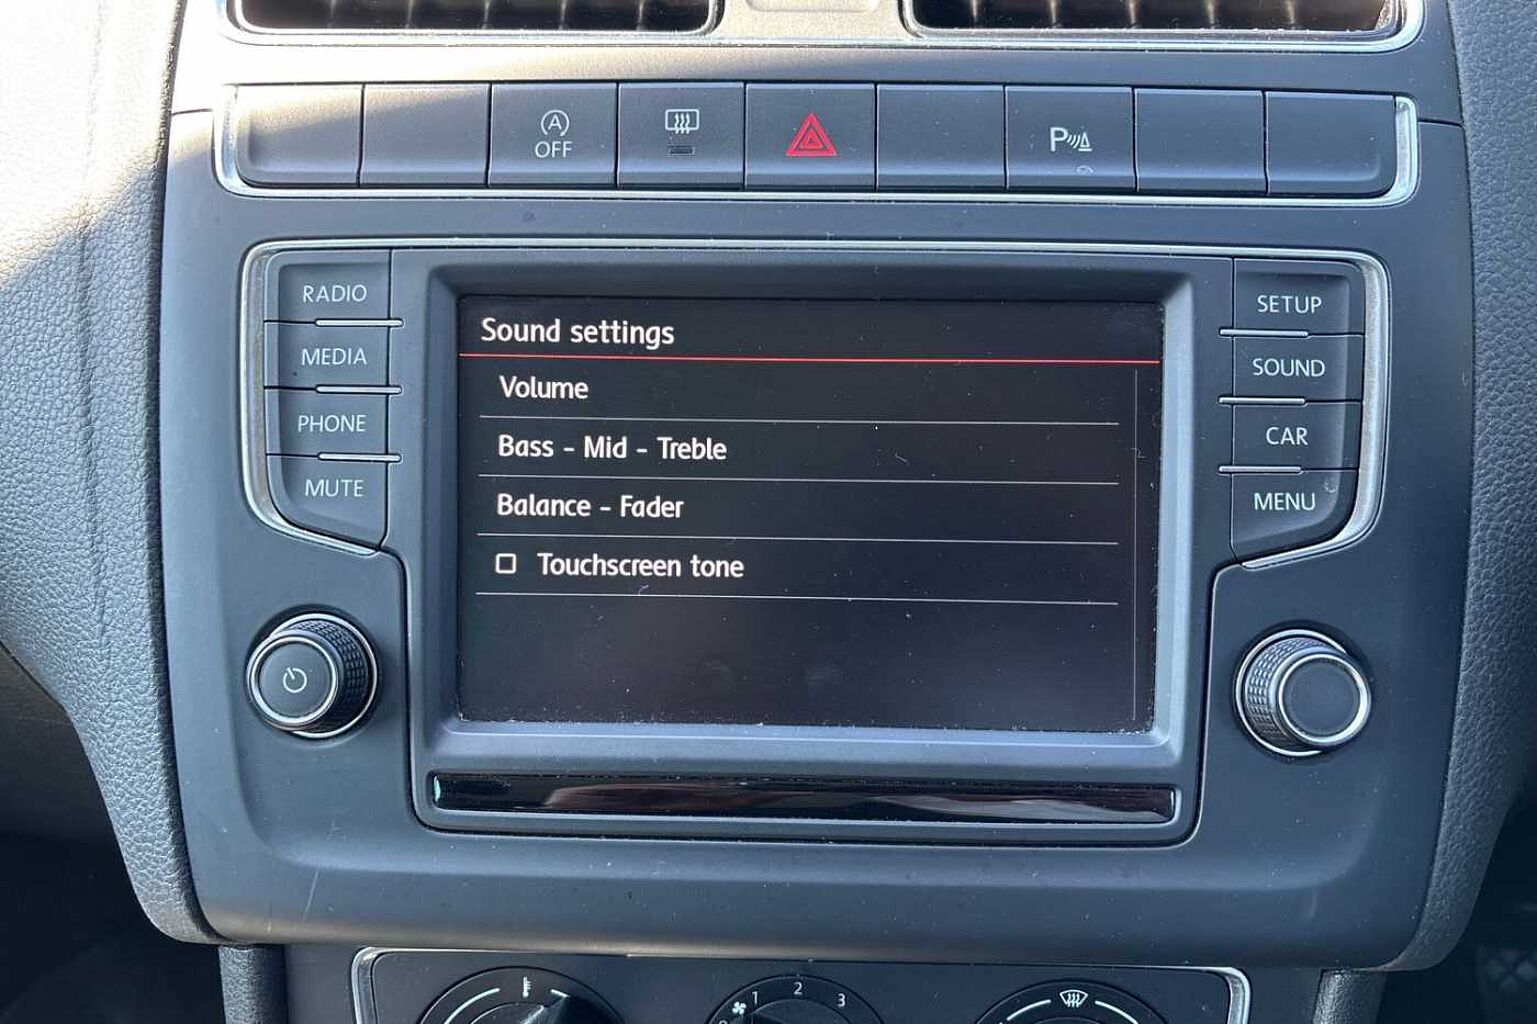 A
OFF
P
RADIO
MEDIA
PHONE
MUTE
Sound settings
Volume
Bass - Mid - Treble
Balance - Fader
Touchscreen tone
SETUP
SOUND
CAR
MENU
1 2 3